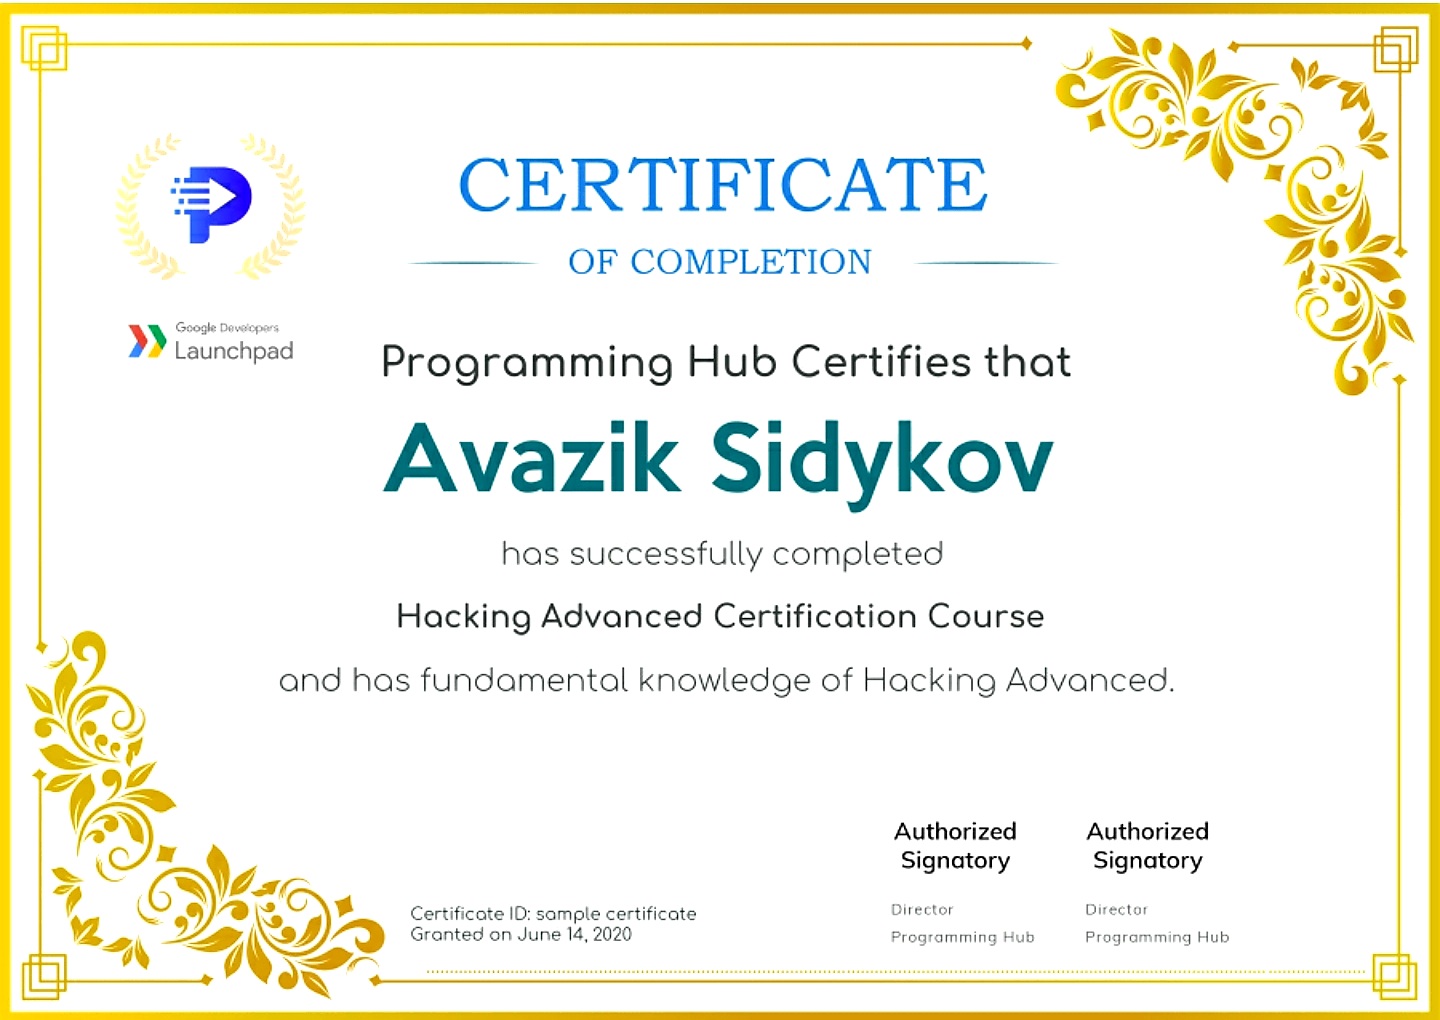 CERTIFICATE
OF COMPLETION
Google Developers
Launchpad
Programming Hub Certifies that
Avazik Sidykov
has successfully completed
Hacking Advanced Certification Course
and has fundamental knowledge of Hacking Advanced.
Authorized
Signatory
Authorized
Signatory
Certificate ID: sample certificate
Granted on June 14, 2020
Director
Programming Hub
Director
Programming Hub